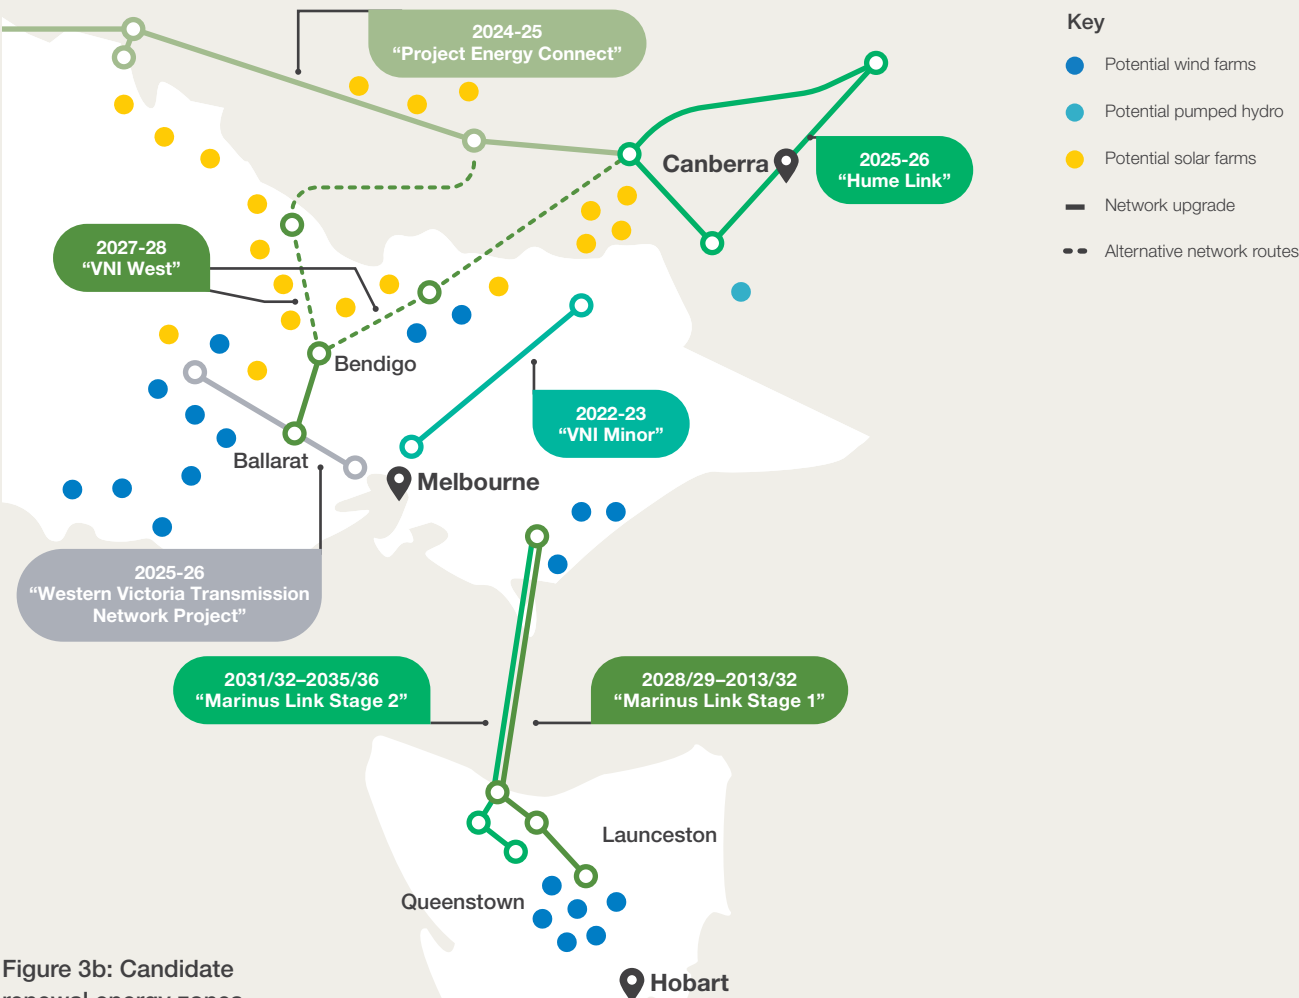 2024-25
“Project Energy Connect”
Key
Potential wind farms
Potential pumped hydro
Potential solar farms
Network upgrade
Alternative network routes
Canberra
2025-26
“Hume Link”
2027-28
“VNI West”
Bendigo
2022-23
“VNI Minor”
Ballarat
Melbourne
2025-26
“Western Victoria Transmission
Network Project”
2031/32–2035/36
“Marinus Link Stage 2”
2028/29–2013/32
“Marinus Link Stage 1”
Launceston
Queenstown
Hobart
Figure 3b: Candidate
renewal energy zones